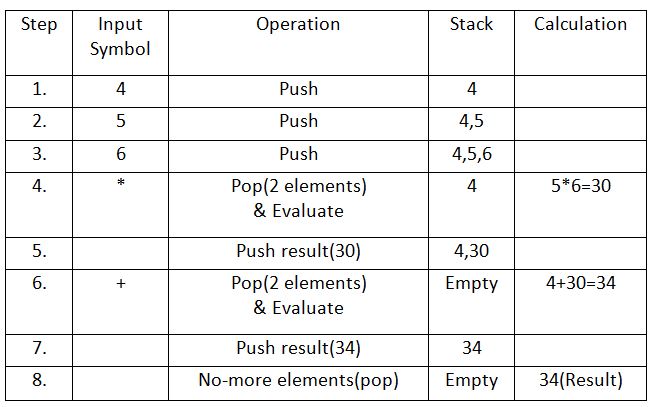 Step Input Symbol Operation Stack Calculation
1. 4 Push 4
2. 5 Push 4,5
3. 6 Push 4,5,6
4. * Pop(2 elements) & Evaluate 4 5*6=30
5. Push result(30) 4,30
6. + Pop(2 elements) & Evaluate Empty 4+30=34
7. Push result(34) 34
8. No-more elements(pop) Empty 34(Result)